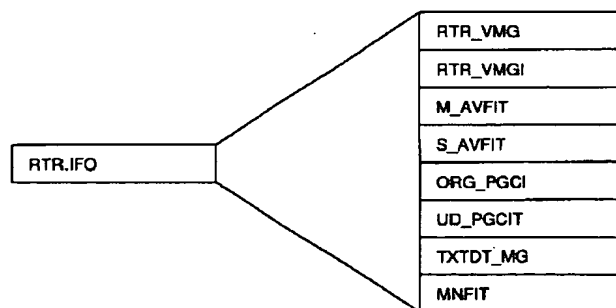 RTR.IFO
RTR_VMG
RTR_VMGI
M_AVFIT
S_AVFIT
ORG_PGCI
UD_PGCIT
TXTDT_MG
MNFIT